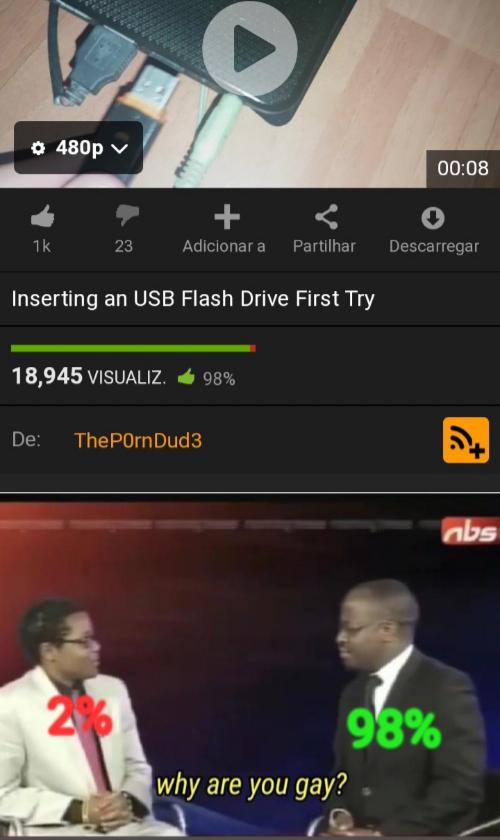 480p
00:08
1k
23
Adicionar a
Partilhar
Descarregar
Inserting an USB Flash Drive First Try
18,945 VISUALIZ.
98%
De:
TheP0rnDud3
nbs
2%
98%
why are you gay?